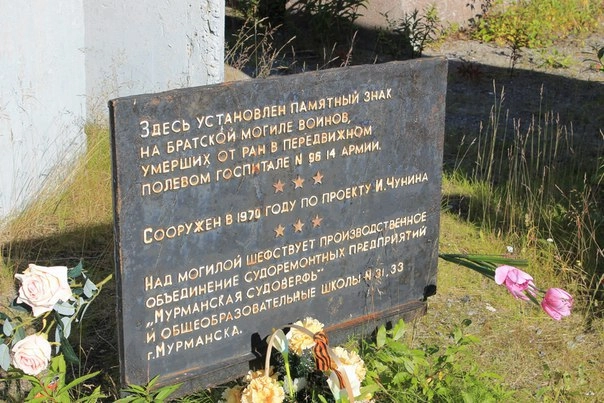 Здесь установлен памятный знак
на братской могиле воинов,
умерших от ран в передвижном
полевом госпитале N 96 14 армии.
Сооружен в 1970 году по проекту И.Чунина
Над могилой шефствует производственное
объединение судоремонтных предприятий
"Мурманская судоверфь"
и общеобразовательные школы N 31.33
г.Мурманска.